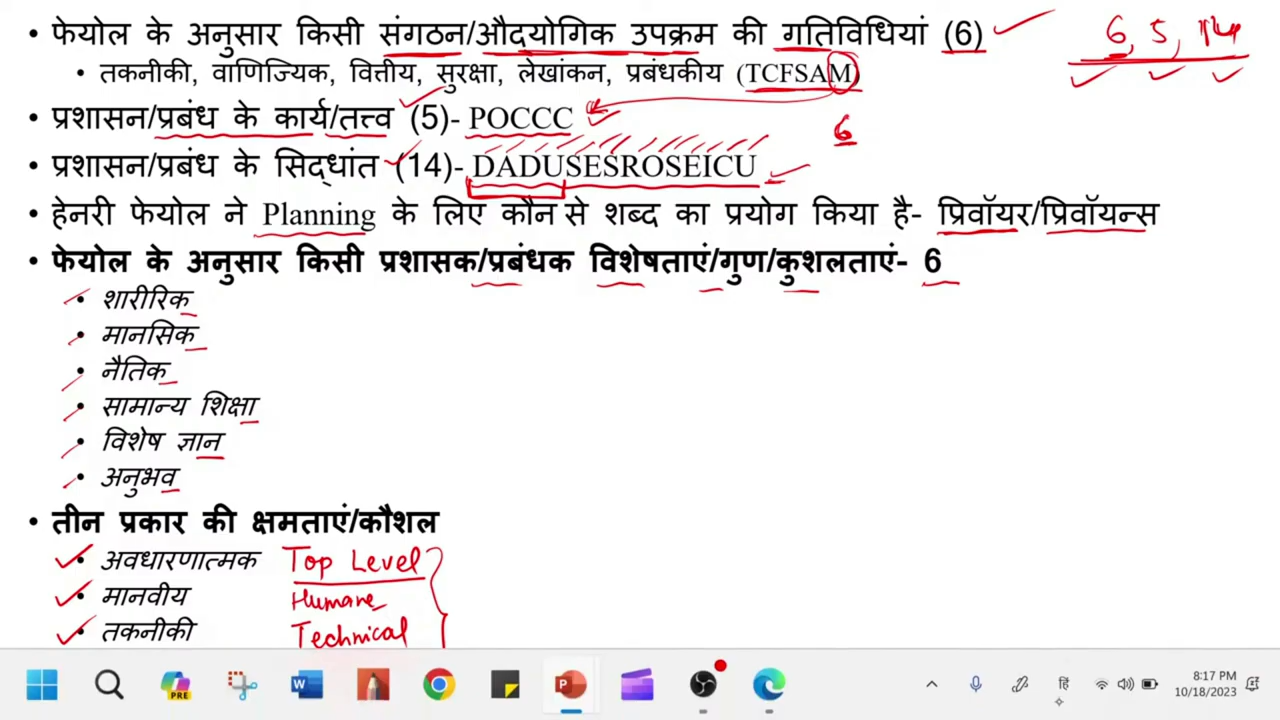 • फेयोल के अनुसार किसी संगठन/औदयोगिक उपक्रम की गतिविधियां (6) 6, 5, 14
• तकनीकी, वाणिज्यिक, वित्तीय, सुरक्षा, लेखांकन, प्रबंधकीय (TCFSAM)
• प्रशासन/प्रबंध के कार्य/तत्त्व (5)- POCCC
6
• प्रशासन/प्रबंध के सिद्धांत (14)- DADUSESROSEICU
• हेनरी फेयोल ने Planning के लिए कौन से शब्द का प्रयोग किया है- प्रिवॉयर/प्रिवॉयन्स
• फेयोल के अनुसार किसी प्रशासक/प्रबंधक विशेषताएं/गुण/कुशलताएं- 6
• शारीरिक
• मानसिक
• नैतिक
• सामान्य शिक्षा
• विशेष ज्ञान
• अनुभव
• तीन प्रकार की क्षमताएं/कौशल
• अवधारणात्मक Top Level
• मानवीय Humane
• तकनीकी Technical
PRE
हि
8:17 PM
10/18/2023